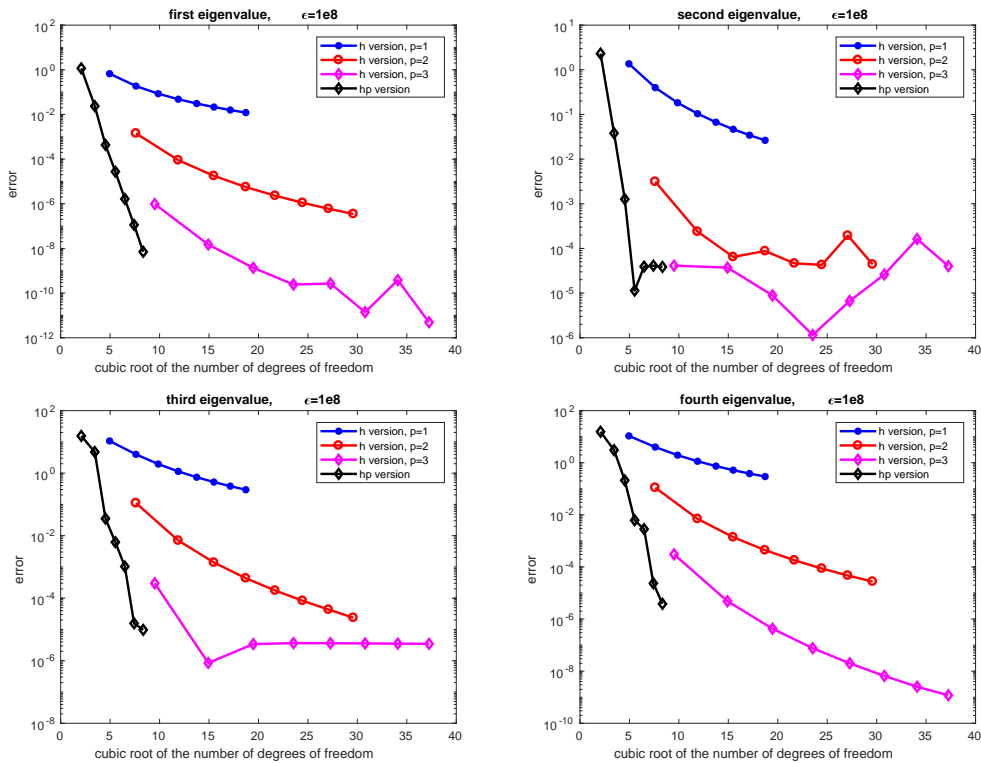 first eigenvalue, ϵ=1e8
10^2
10^0
10^-2
10^-4
10^-6
10^-8
10^-10
10^-12
error
h version, p=1
h version, p=2
h version, p=3
hp version
0 5 10 15 20 25 30 35 40
cubic root of the number of degrees of freedom
second eigenvalue, ϵ=1e8
10^1
10^0
10^-1
10^-2
10^-3
10^-4
10^-5
10^-6
error
h version, p=1
h version, p=2
h version, p=3
hp version
0 5 10 15 20 25 30 35 40
cubic root of the number of degrees of freedom
third eigenvalue, ϵ=1e8
10^2
10^0
10^-2
10^-4
10^-6
10^-8
error
h version, p=1
h version, p=2
h version, p=3
hp version
0 5 10 15 20 25 30 35 40
cubic root of the number of degrees of freedom
fourth eigenvalue, ϵ=1e8
10^2
10^0
10^-2
10^-4
10^-6
10^-8
10^-10
error
h version, p=1
h version, p=2
h version, p=3
hp version
0 5 10 15 20 25 30 35 40
cubic root of the number of degrees of freedom